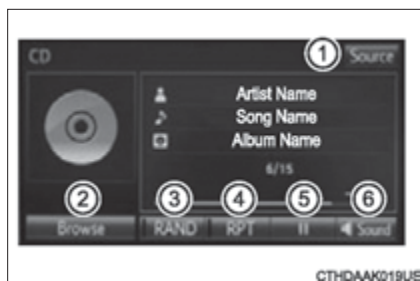 CD
1
Source
Artist Name
Song Name
Album Name
6/15
2 3 4 5 6
Browse RAND RPT Sound
CTHDAAK019US